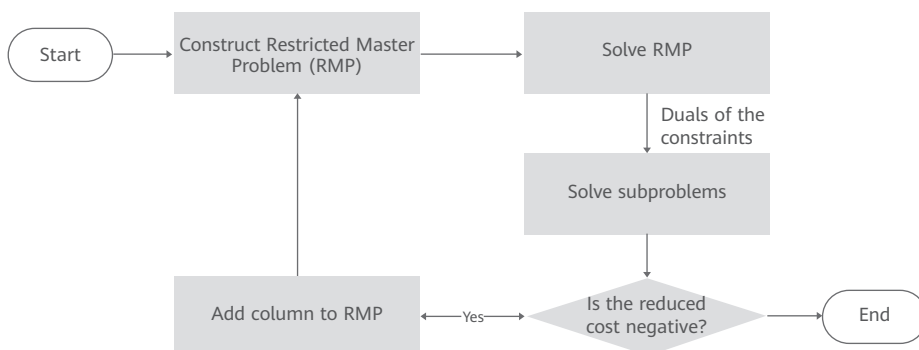 Start
Construct Restricted Master
Problem (RMP)
Solve RMP
Duals of the
constraints
Solve subproblems
Add column to RMP
Yes
Is the reduced
cost negative?
End